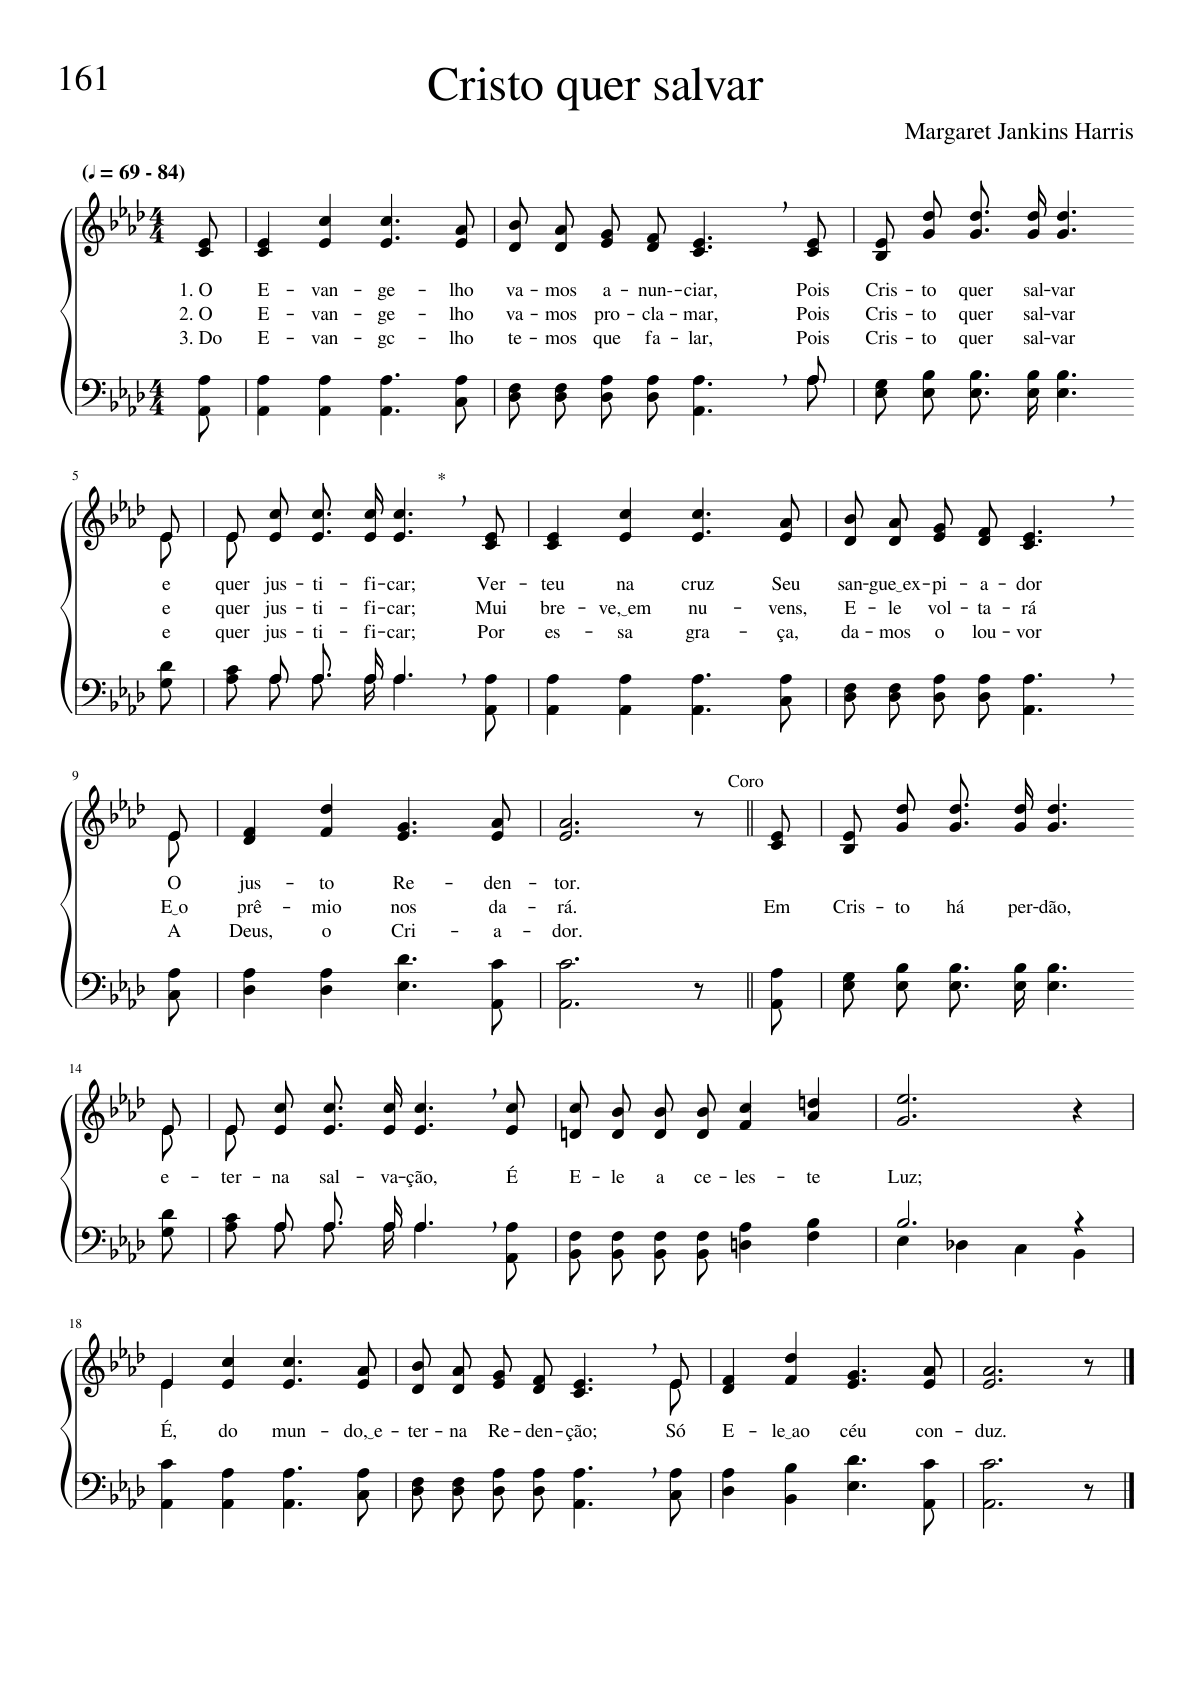 161
Cristo quer salvar
Margaret Jankins Harris
(♩ = 69 - 84)
1. O E – van – ge – lho va – mos a – nun-–ciar, Pois Cris – to quer sal–var
2. O E – van – ge – lho va – mos pro – cla – mar, Pois Cris – to quer sal–var
3. Do E – van – gc – lho te – mos que fa – lar, Pois Cris – to quer sal–var
5
*
e quer jus – ti – fi–car; Ver – teu na cruz Seu san–gue‿ex–pi – a – dor
e quer jus – ti – fi–car; Mui bre – ve,‿em nu – vens, E – le vol – ta – rá
e quer jus – ti – fi–car; Por es – sa gra – ça, da – mos o lou – vor
9
Coro
O jus – to Re – den – tor.
E‿o prê – mio nos da – rá. Em Cris – to há per–dão,
A Deus, o Cri – a – dor.
14
e – ter – na sal – va–ção, É E – le a ce – les – te Luz;
18
É, do mun – do,‿e – ter – na Re – den – ção; Só E – le‿ao céu con – duz.